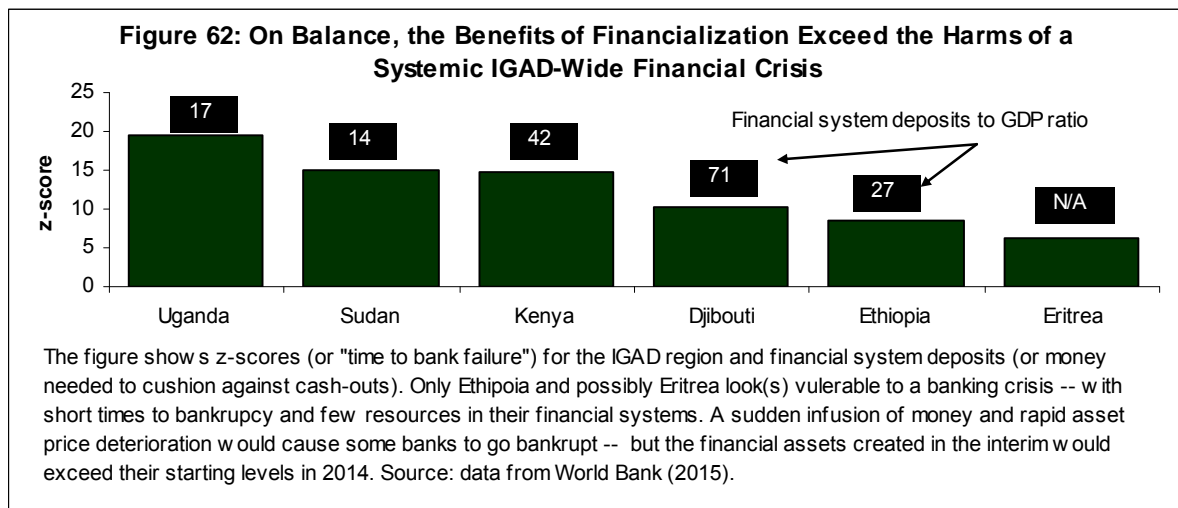 Figure 62: On Balance, the Benefits of Financialization Exceed the Harms of a
Systemic IGAD-Wide Financial Crisis
25
20
15
10
5
0
z-score
17
14
42
71
27
N/A
Financial system deposits to GDP ratio
Uganda
Sudan
Kenya
Djibouti
Ethiopia
Eritrea
The figure shows z-scores (or "time to bank failure") for the IGAD region and financial system deposits (or money
needed to cushion against cash-outs). Only Ethipoia and possibly Eritrea look(s) vulerable to a banking crisis -- with
short times to bankrupcy and few resources in their financial systems. A sudden infusion of money and rapid asset
price deterioration would cause some banks to go bankrupt -- but the financial assets created in the interim would
exceed their starting levels in 2014. Source: data from World Bank (2015).